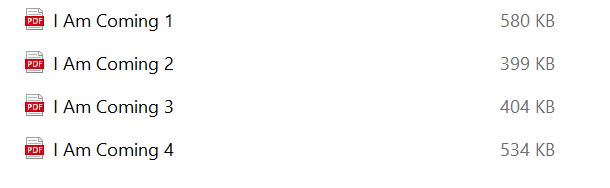 PDF I Am Coming 1 580 KB
PDF I Am Coming 2 399 KB
PDF I Am Coming 3 404 KB
PDF I Am Coming 4 534 KB